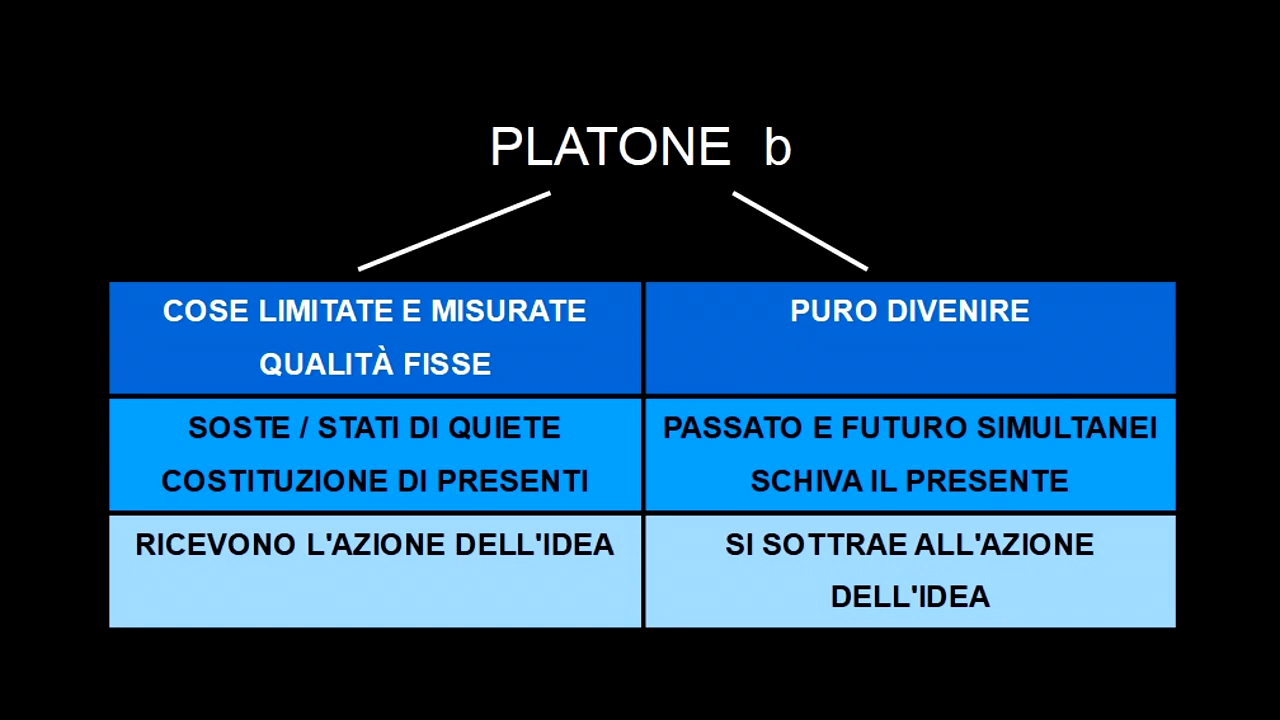 PLATONE b
COSE LIMITATE E MISURATE
QUALITÀ FISSE
PURO DIVENIRE
SOSTE / STATI DI QUIETE
COSTITUZIONE DI PRESENTI
PASSATO E FUTURO SIMULTANEI
SCHIVA IL PRESENTE
RICEVONO L'AZIONE DELL'IDEA
SI SOTTRAE ALL'AZIONE
DELL'IDEA